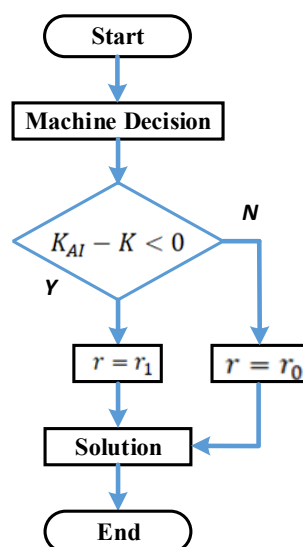 Start
Machine Decision
N
K_{AI} − K < 0
Y
r = r_1
r = r_0
Solution
End